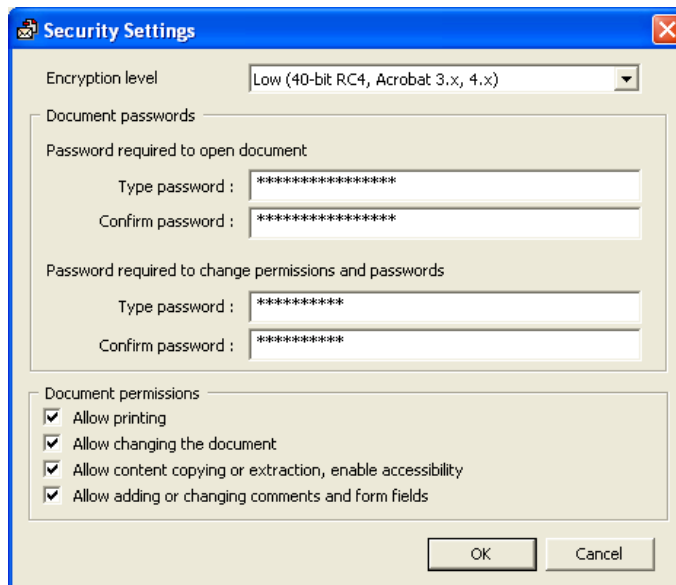 Security Settings
Encryption level
Low (40-bit RC4, Acrobat 3.x, 4.x)
Document passwords
Password required to open document
Type password : ****************
Confirm password : ****************
Password required to change permissions and passwords
Type password : **********
Confirm password : **********
Document permissions
Allow printing
Allow changing the document
Allow content copying or extraction, enable accessibility
Allow adding or changing comments and form fields
OK Cancel